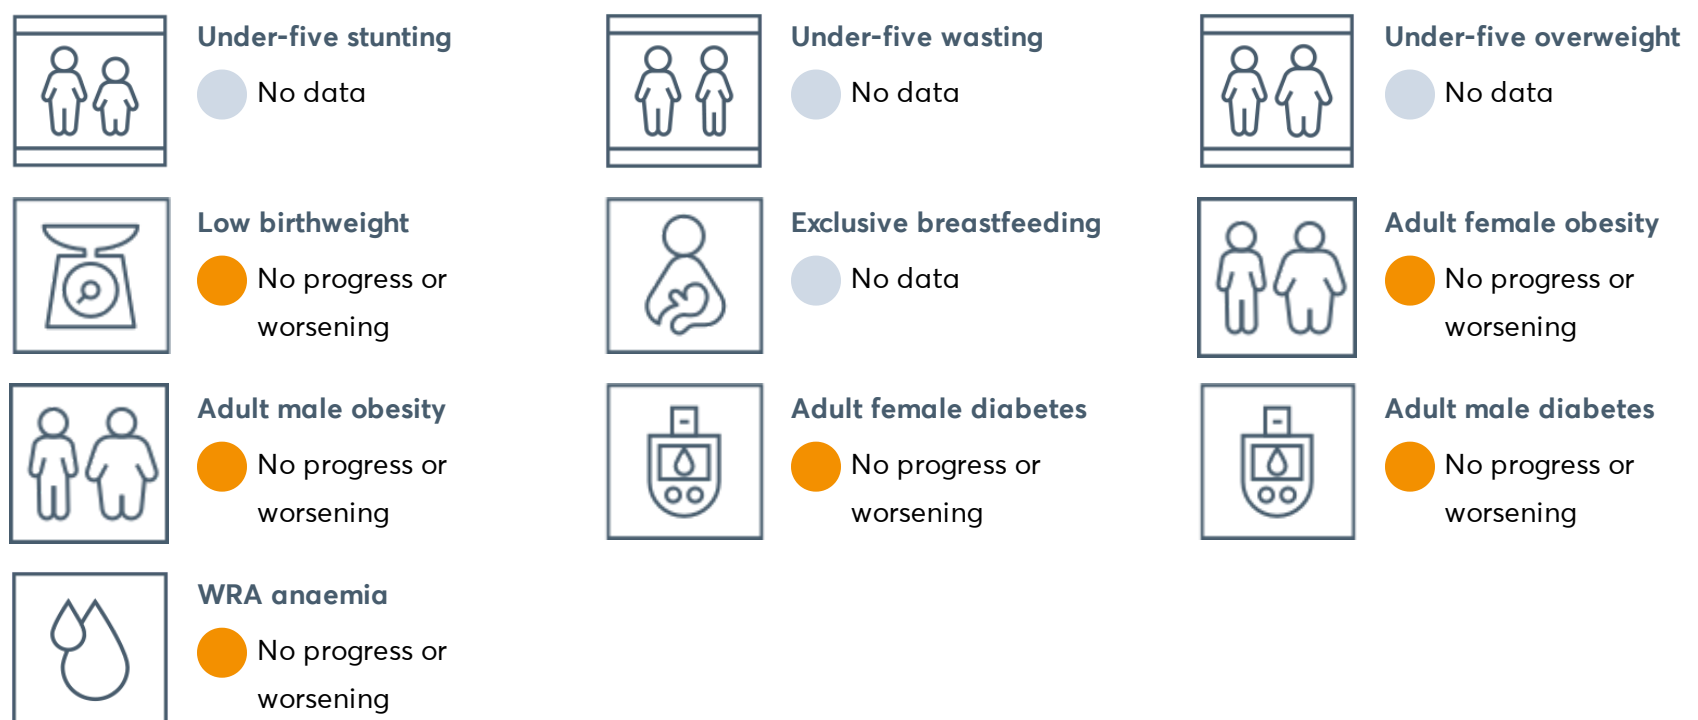 Under-five stunting
No data
Under-five wasting
No data
Under-five overweight
No data
Low birthweight
No progress or
worsening
Exclusive breastfeeding
No data
Adult female obesity
No progress or
worsening
Adult male obesity
No progress or
worsening
Adult female diabetes
No progress or
worsening
Adult male diabetes
No progress or
worsening
WRA anaemia
No progress or
worsening